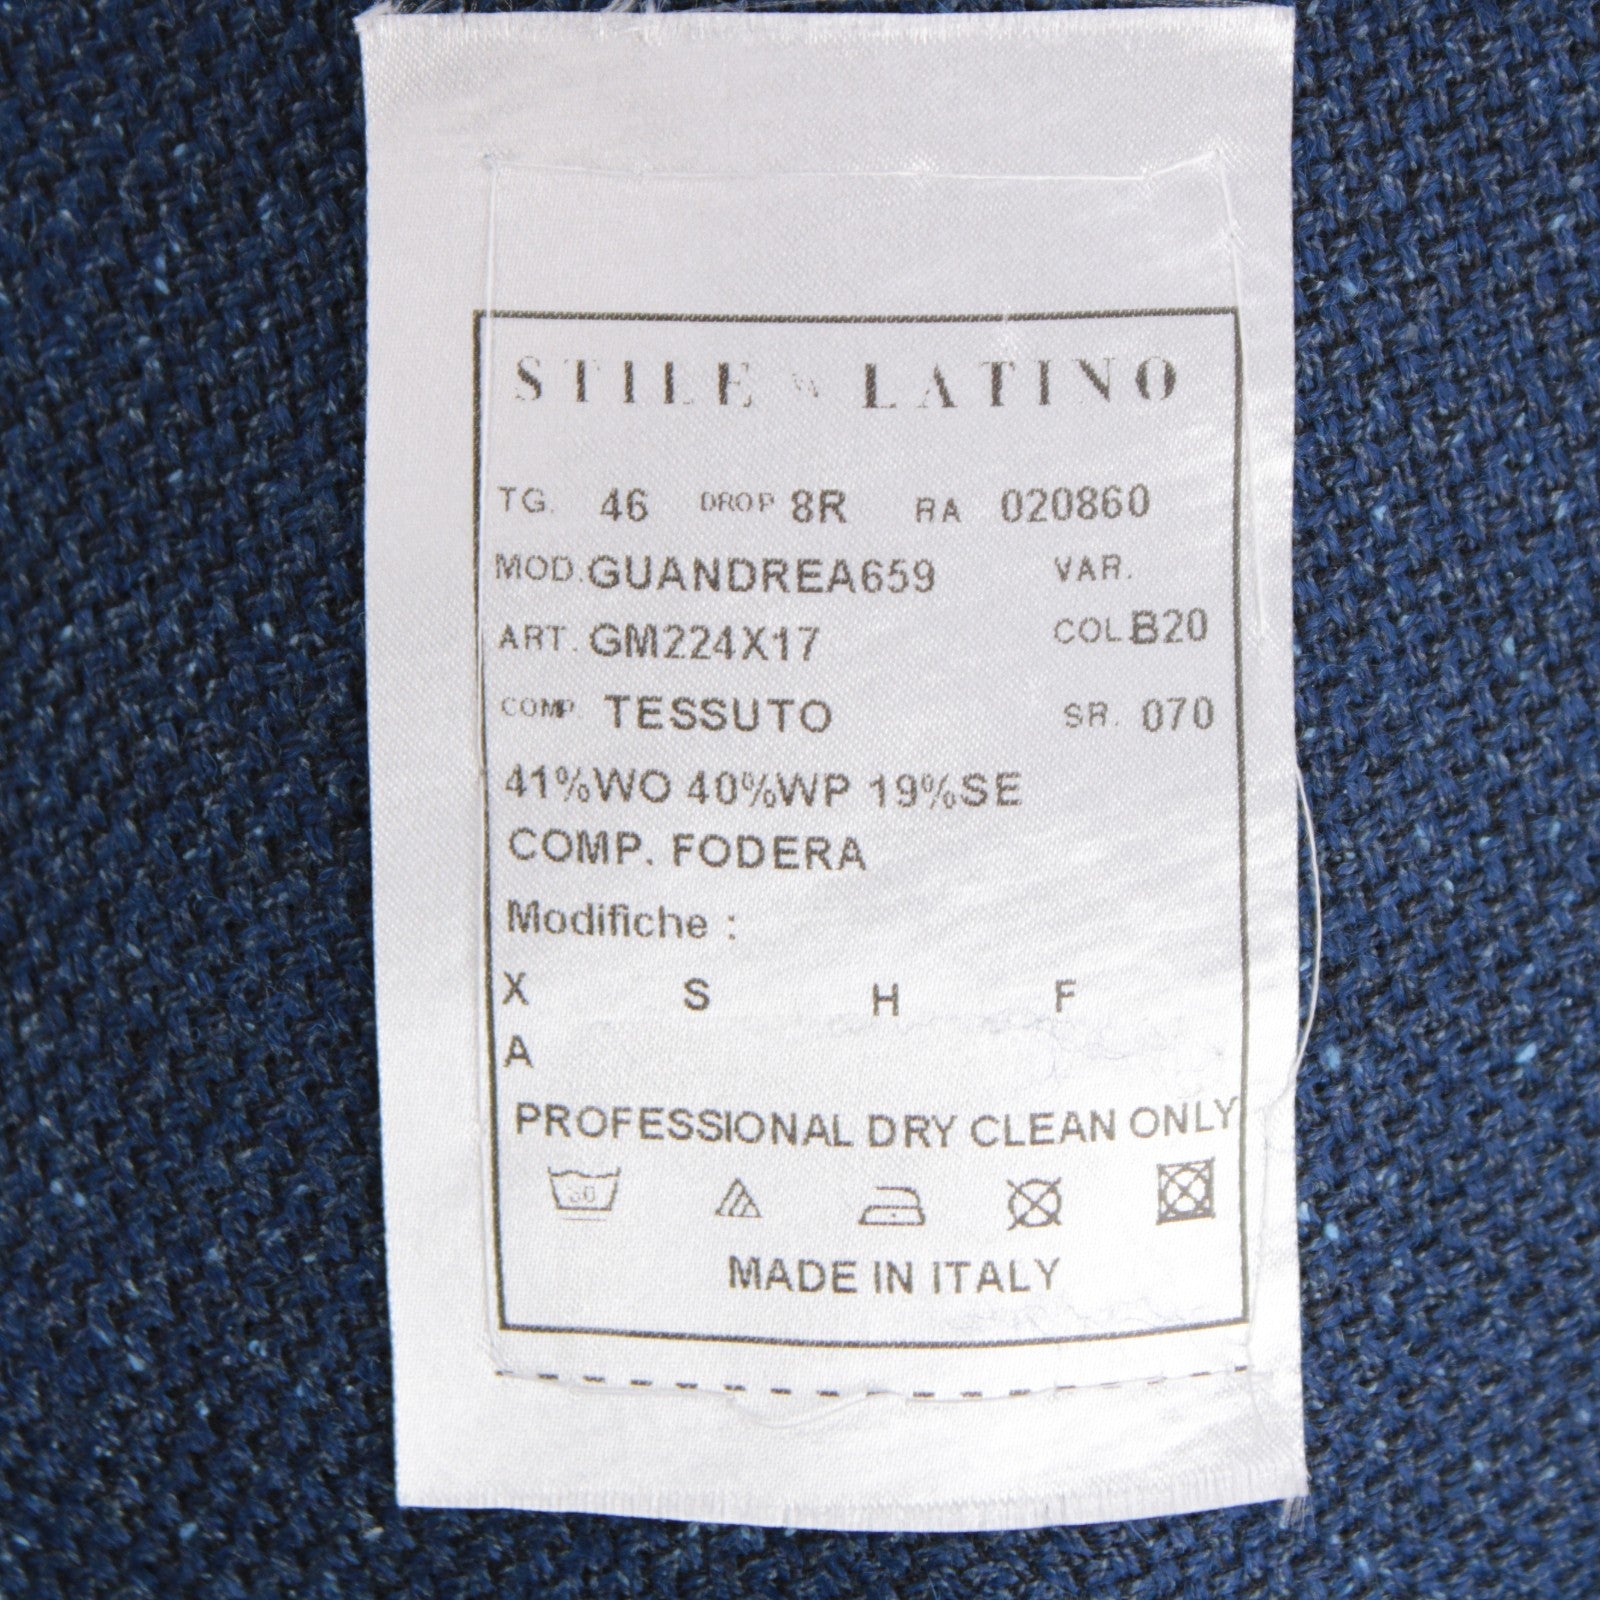 STILE LATINO
TG. 46 DROP 8R RA 020860
MOD. GUANDREA659 VAR.
ART. GM224X17 COL. B20
COMP. TESSUTO SR. 070
41%WO 40%WP 19%SE
COMP. FODERA
Modifiche :
X S H F
A
PROFESSIONAL DRY CLEAN ONLY
30
MADE IN ITALY